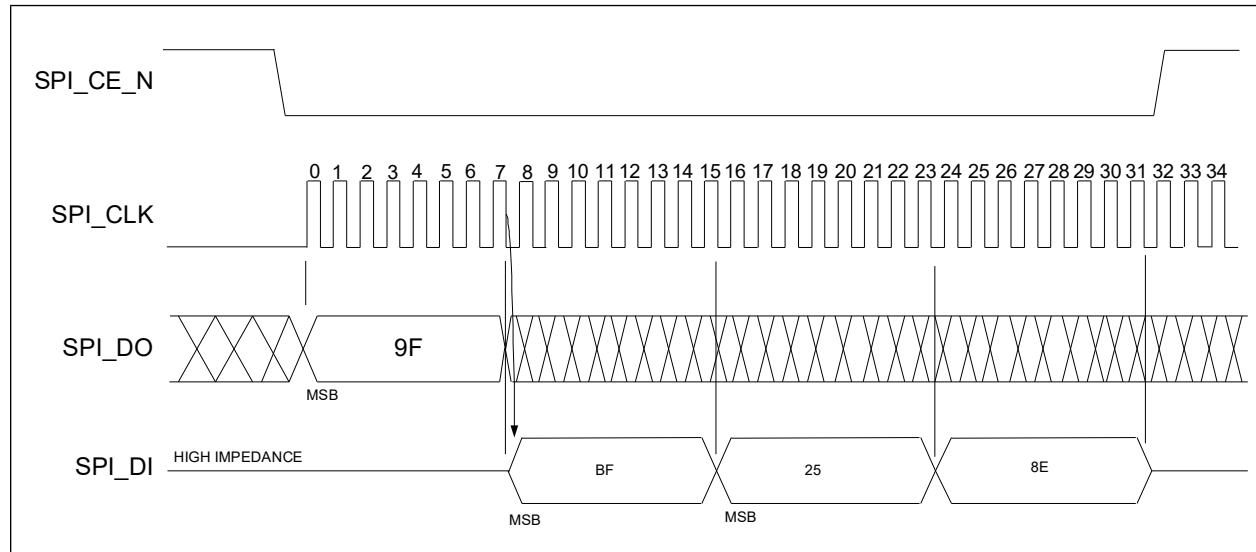 SPI_CE_N
0 1 2 3 4 5 6 7 8 9 10 11 12 13 14 15 16 17 18 19 20 21 22 23 24 25 26 27 28 29 30 31 32 33 34
SPI_CLK
SPI_DO 9F
MSB
HIGH IMPEDANCE
SPI_DI BF 25 8E
MSB MSB